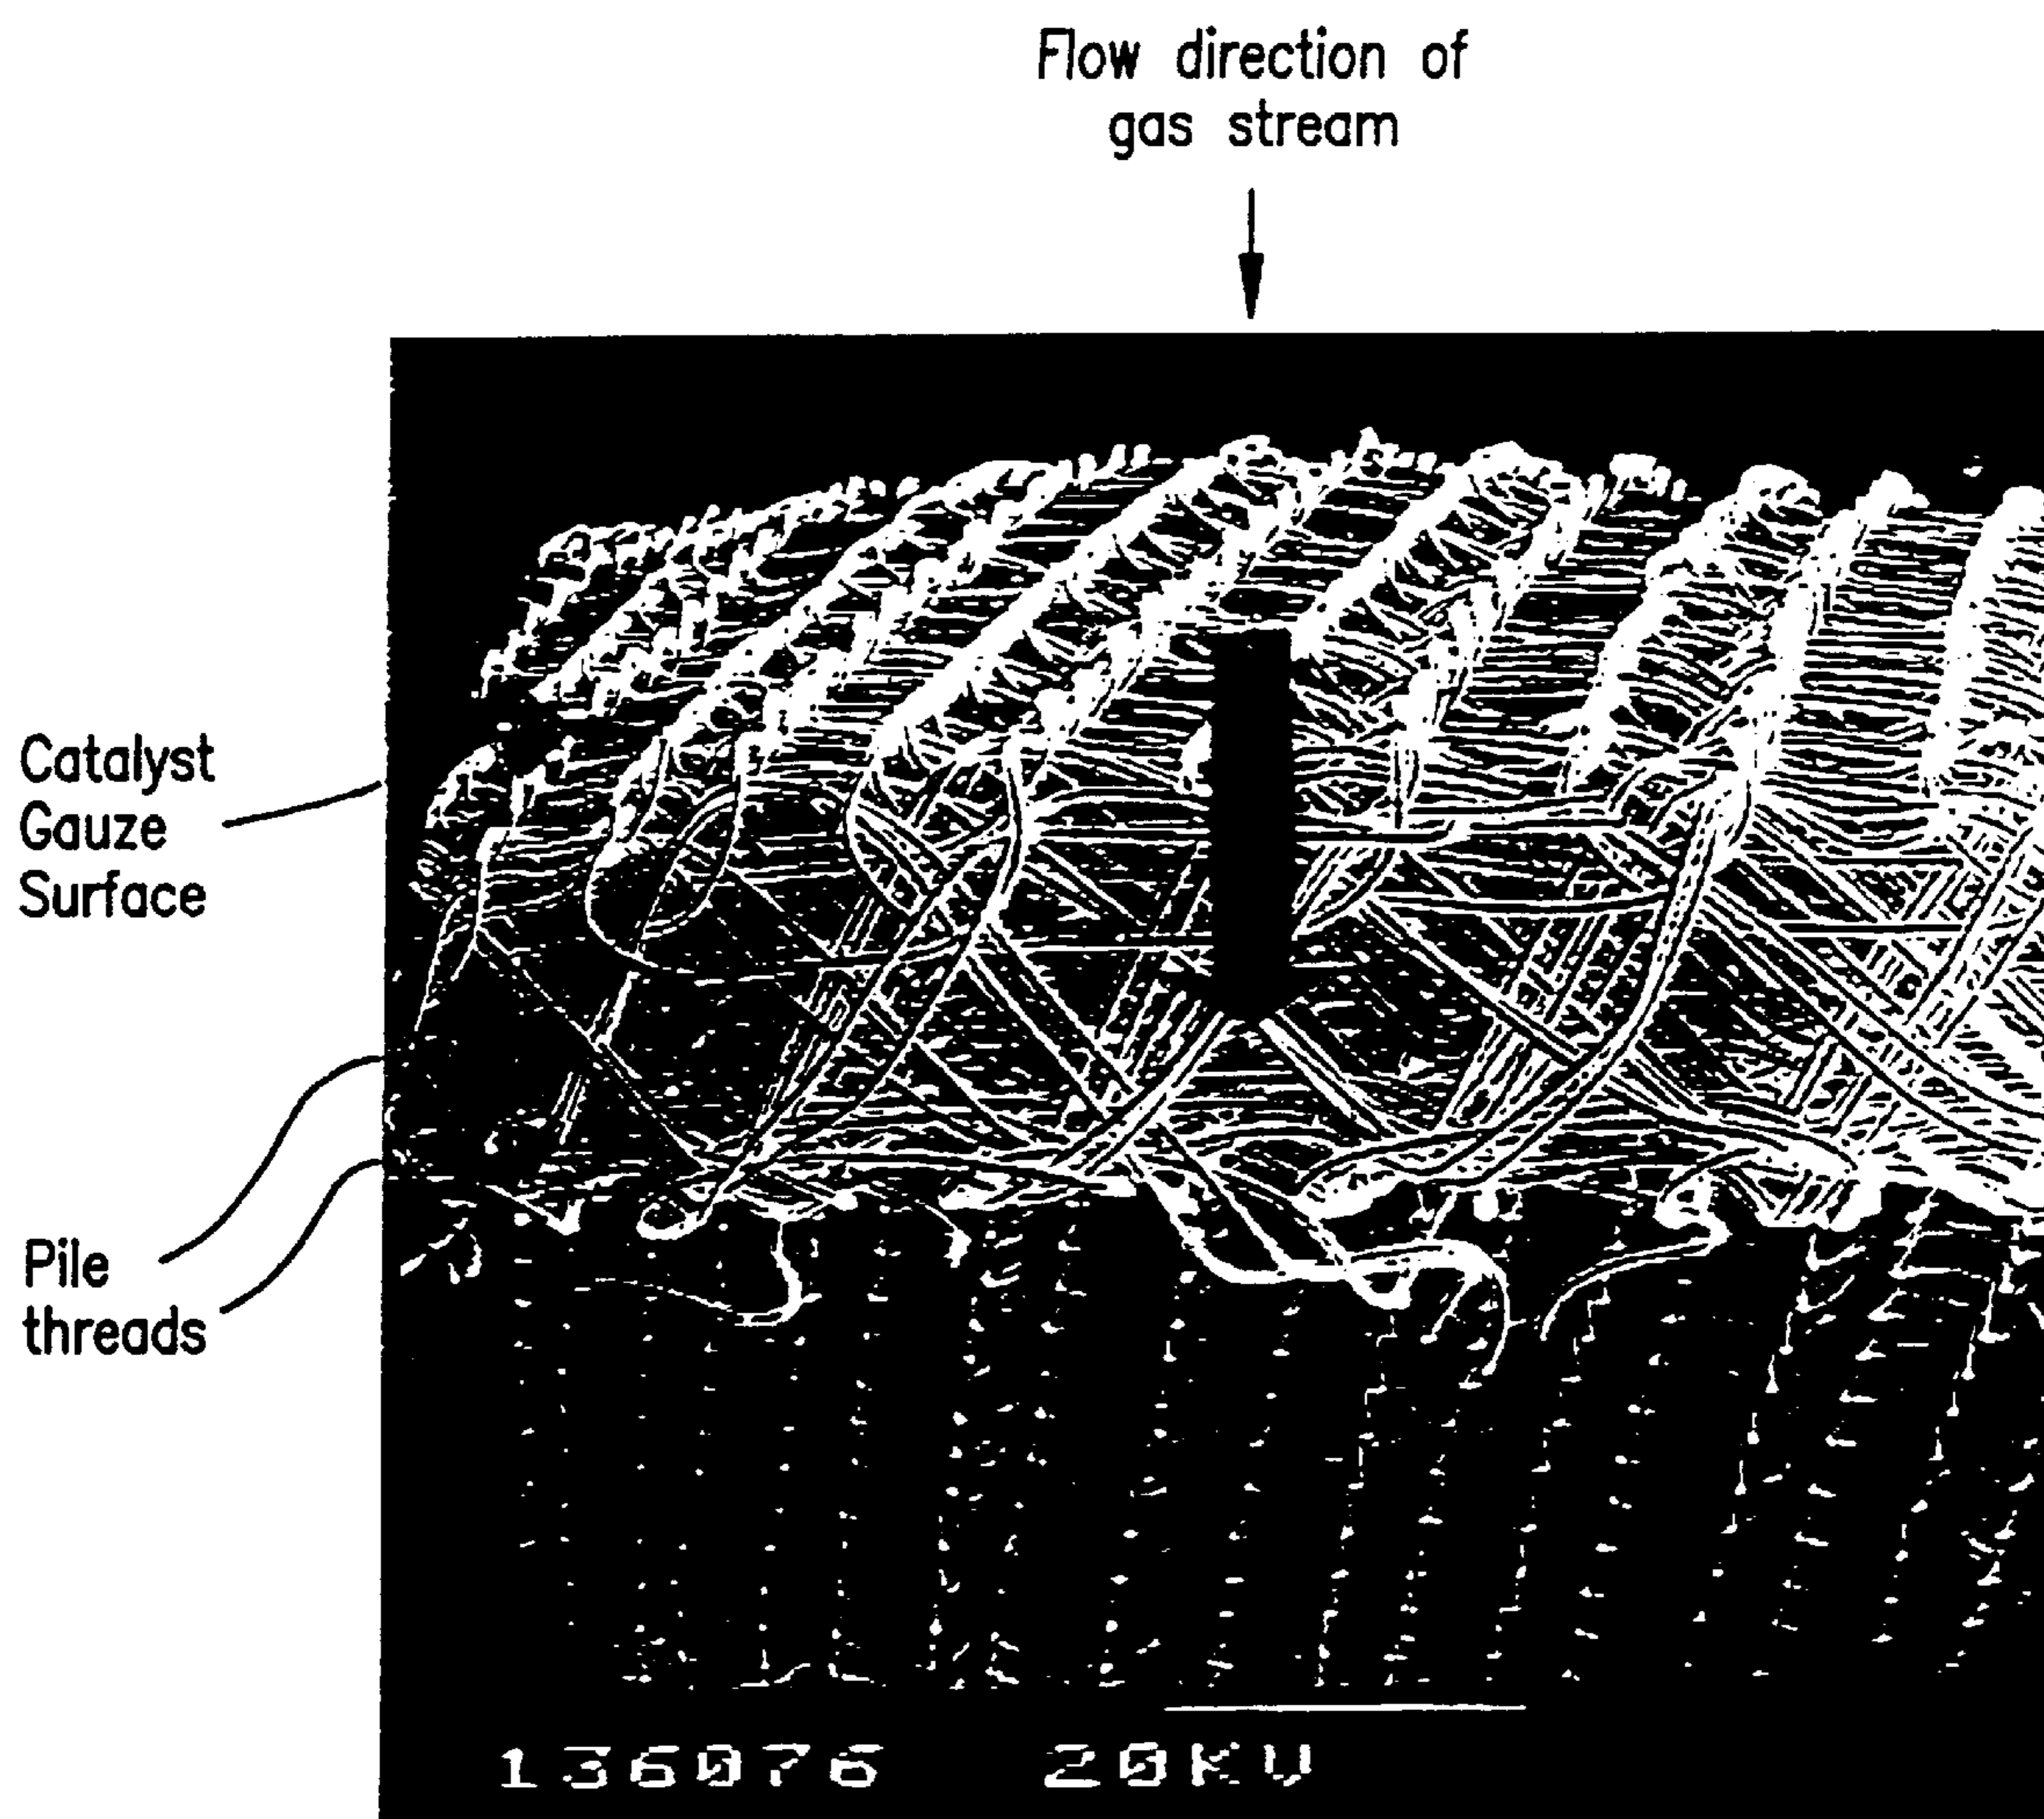 Flow direction of
gas stream
Catalyst
Gauze
Surface
Pile
threads
136076 20KV